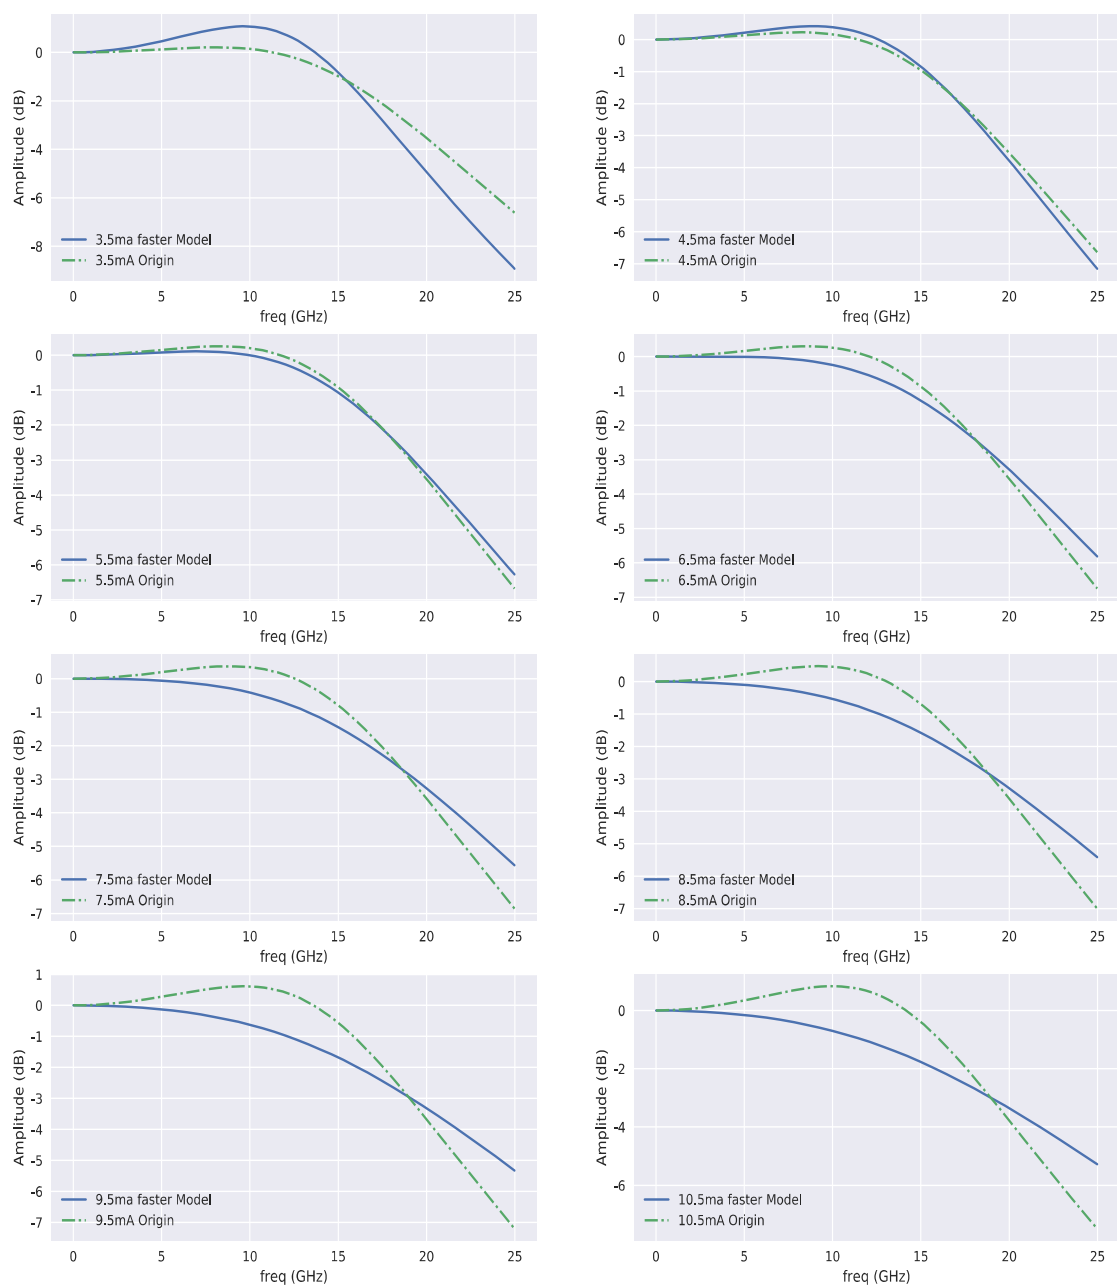 Amplitude (dB)
0
-2
-4
-6
-8
3.5ma faster Model
3.5mA Origin
0 5 10 15 20 25
freq (GHz)
Amplitude (dB)
0
-1
-2
-3
-4
-5
-6
-7
4.5ma faster Model
4.5mA Origin
0 5 10 15 20 25
freq (GHz)
Amplitude (dB)
0
-1
-2
-3
-4
-5
-6
-7
5.5ma faster Model
5.5mA Origin
0 5 10 15 20 25
freq (GHz)
Amplitude (dB)
0
-1
-2
-3
-4
-5
-6
-7
6.5ma faster Model
6.5mA Origin
0 5 10 15 20 25
freq (GHz)
Amplitude (dB)
0
-1
-2
-3
-4
-5
-6
-7
7.5ma faster Model
7.5mA Origin
0 5 10 15 20 25
freq (GHz)
Amplitude (dB)
0
-1
-2
-3
-4
-5
-6
-7
8.5ma faster Model
8.5mA Origin
0 5 10 15 20 25
freq (GHz)
Amplitude (dB)
1
0
-1
-2
-3
-4
-5
-6
-7
9.5ma faster Model
9.5mA Origin
0 5 10 15 20 25
freq (GHz)
Amplitude (dB)
0
-2
-4
-6
10.5ma faster Model
10.5mA Origin
0 5 10 15 20 25
freq (GHz)